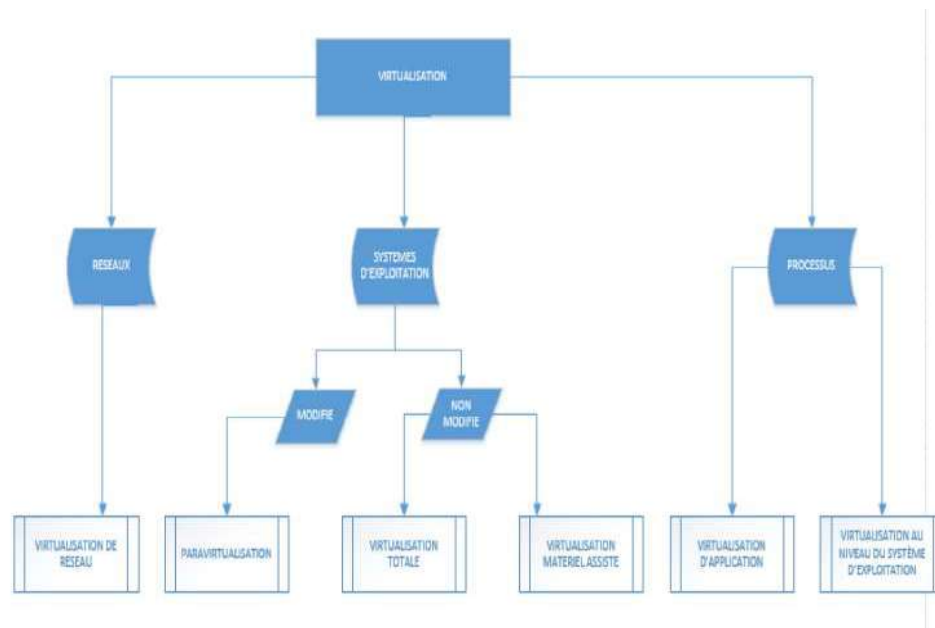 VIRTUALISATION
RESEAUX
SYSTEMES
D'EXPLOITATION
PROCESSUS
MODIFIE
NON
MODIFIE
VIRTUALISATION DE
RESEAU
PARAVIRTUALISATION
VIRTUALISATION
TOTALE
VIRTUALISATION
MATERIEL ASSISTE
VIRTUALISATION
D'APPLICATION
VIRTUALISATION AU
NIVEAU DU SYSTÈME
D'EXPLOITATION